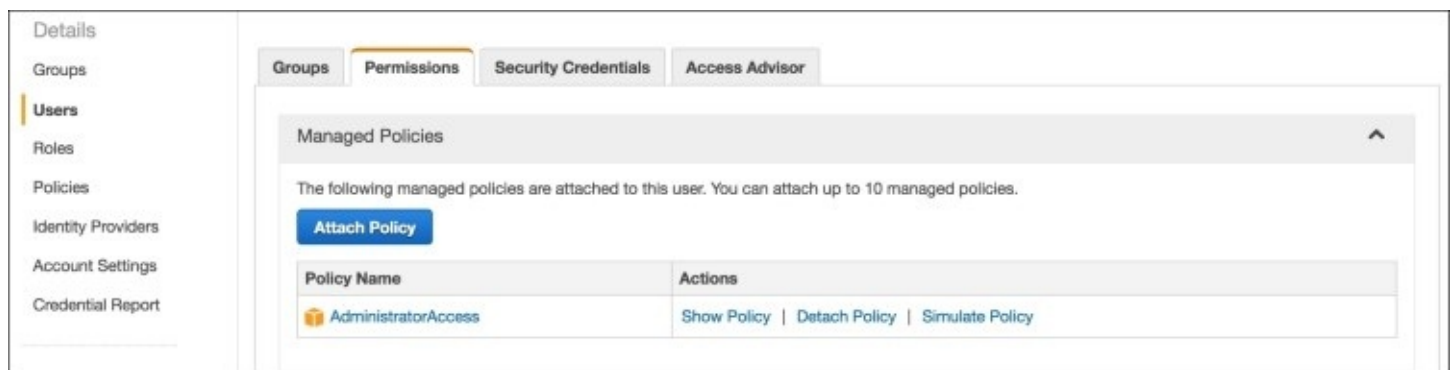 Details
Groups
Users
Roles
Policies
Identity Providers
Account Settings
Credential Report
Groups Permissions Security Credentials Access Advisor
Managed Policies
The following managed policies are attached to this user. You can attach up to 10 managed policies.
Attach Policy
Policy Name Actions
AdministratorAccess Show Policy | Detach Policy | Simulate Policy